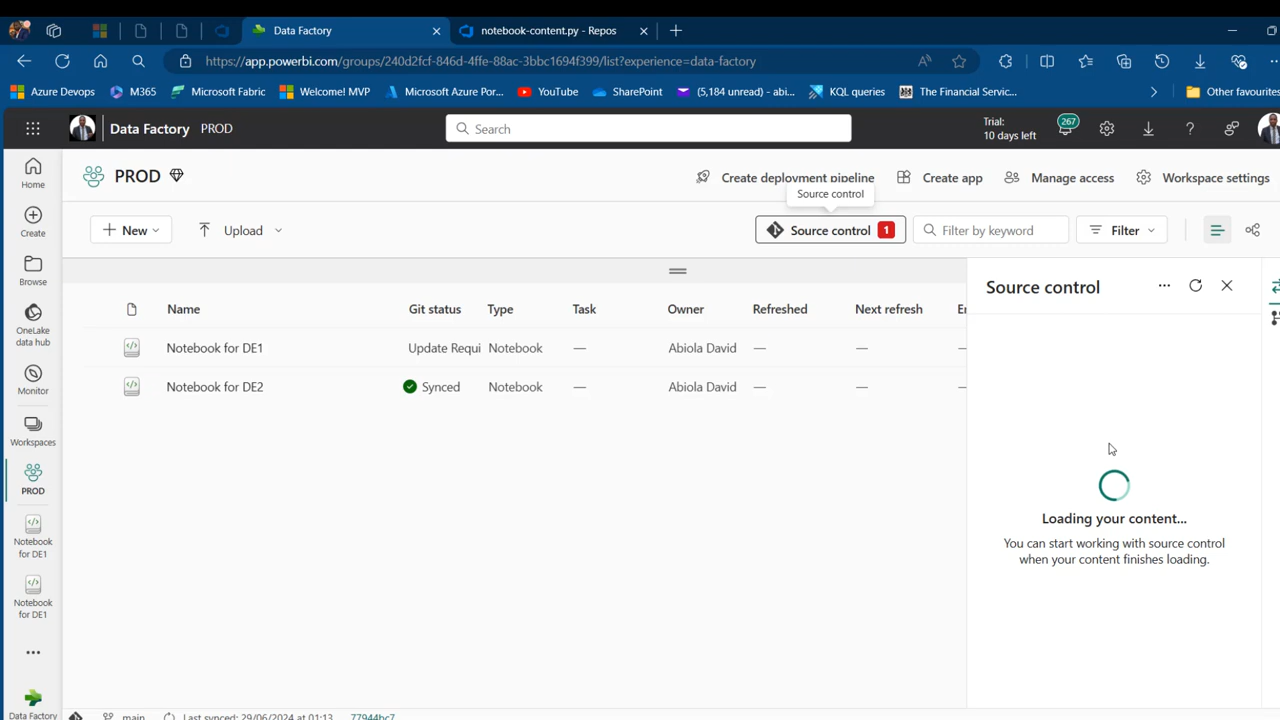 Data Factory
notebook-content.py - Repos
https://app.powerbi.com/groups/240d2fcf-846d-4ffe-88ac-3bbc1694f399/list?experience=data-factory
Azure Devops
M365
Microsoft Fabric
Welcome! MVP
Microsoft Azure Por...
YouTube
SharePoint
(5,184 unread) - abi...
KQL queries
The Financial Servic...
Other favourites
Data Factory
PROD
Search
Trial:
10 days left
267
PROD
Create deployment pipeline
Create app
Manage access
Workspace settings
Source control
New
Upload
Source control 1
Filter by keyword
Filter
Home
Create
Browse
OneLake
data hub
Monitor
Workspaces
PROD
Notebook
for DE1
Notebook
for DE1
Data Factory
Name Git status Type Task Owner Refreshed Next refresh
Notebook for DE1 Update Requi Notebook — Abiola David — — —
Notebook for DE2 Synced Notebook — Abiola David — — —
Source control
Loading your content...
You can start working with source control
when your content finishes loading.
main Last synced: 29/06/2024 at 01:13 77944bc7